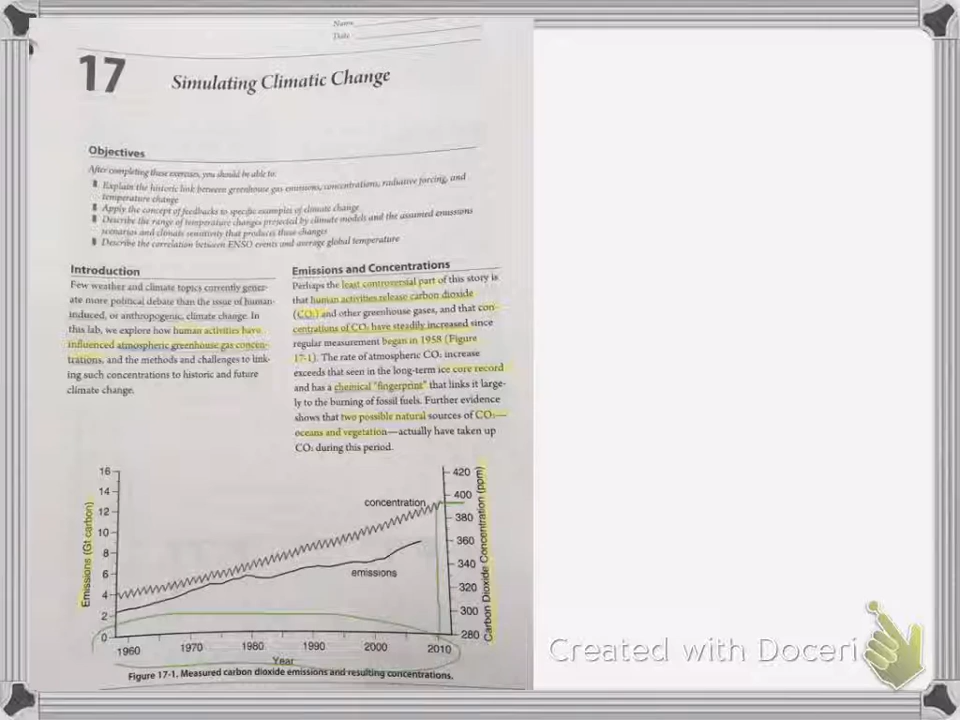 Name
Date
17
Simulating Climatic Change
Objectives
After completing these exercises, you should be able to:
Explain the historic link between greenhouse gas emissions, concentrations, radiative forcing, and
temperature change
Apply the concept of feedbacks to specific examples of climate change
Describe the range of temperature changes presented by climate models and the assumed emissions
scenarios and climate sensitivity that produces these changes
Describe the correlation between ENSO events and average global temperature
Introduction
Few weather and climate topics currently gener-
ate more political debate than the issue of human-
induced, or anthropogenic, climate change. In
this lab, we explore how human activities have
influenced atmospheric greenhouse gas concen-
trations, and the methods and challenges to link-
ing such concentrations to historic and future
climate change.
Emissions and Concentrations
Perhaps the least controversial part of this story is
that human activities release carbon dioxide
(CO₂) and other greenhouse gases, and that con-
centrations of CO₂ have steadily increased since
regular measurement began in 1958 (Figure
17-1). The rate of atmospheric CO₂ increase
exceeds that seen in the long-term ice core record
and has a chemical "fingerprint" that links it large-
ly to the burning of fossil fuels. Further evidence
shows that two possible natural sources of CO₂—
oceans and vegetation—actually have taken up
CO₂ during this period.
Emissions (Gt carbon)
16
14
12
10
8
6
4
2
0
concentration
emissions
420
400
380
360
340
320
300
280
Carbon Dioxide Concentration (ppm)
1960 1970 1980 1990 2000 2010
Year
Figure 17-1. Measured carbon dioxide emissions and resulting concentrations.
Created with Doceri